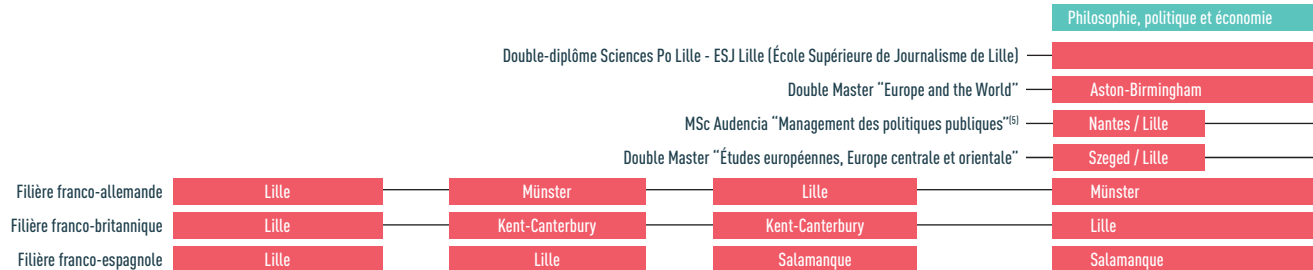 Philosophie, politique et économie
Double-diplôme Sciences Po Lille - ESJ Lille (École Supérieure de Journalisme de Lille)
Double Master “Europe and the World” Aston-Birmingham
MSc Audencia “Management des politiques publiques”(5) Nantes / Lille
Double Master “Études européennes, Europe centrale et orientale” Szeged / Lille
Filière franco-allemande Lille Münster Lille Münster
Filière franco-britannique Lille Kent-Canterbury Kent-Canterbury Lille
Filière franco-espagnole Lille Lille Salamanque Salamanque